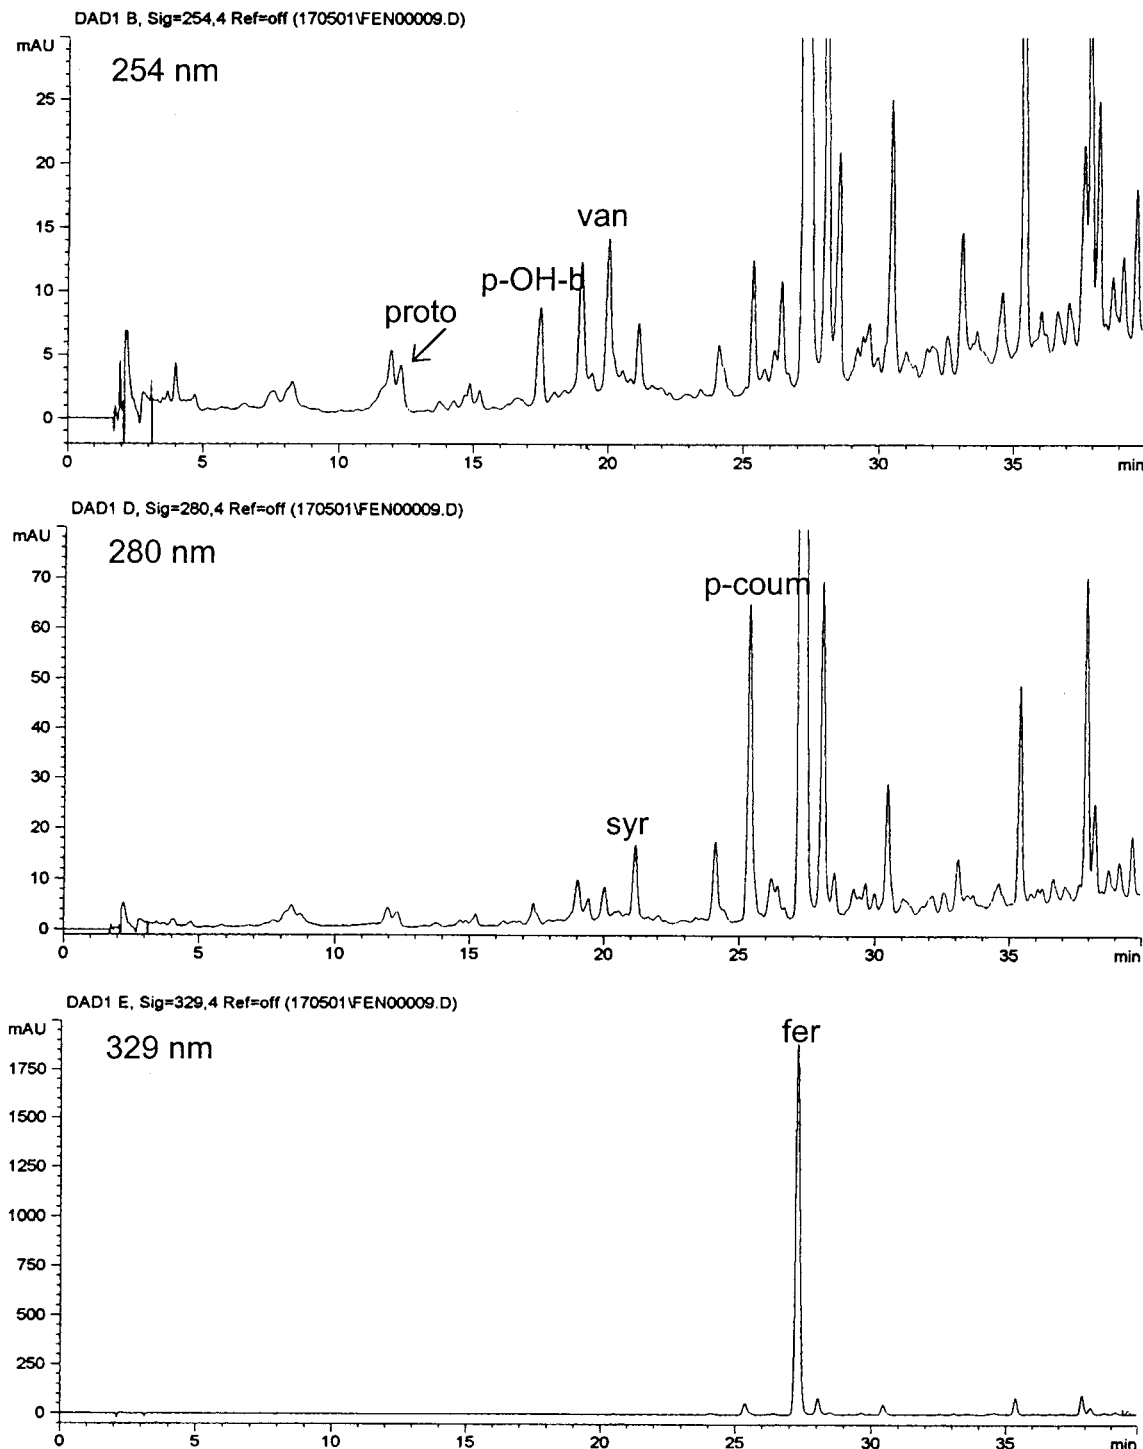 DAD1 B, Sig=254,4 Ref=off (170501\FEN00009.D)
mAU
254 nm
25
20
van
15
p-OH-b
10
proto
5
0
0 5 10 15 20 25 30 35 min
DAD1 D, Sig=280,4 Ref=off (170501\FEN00009.D)
mAU
280 nm
70
p-coum
60
50
40
30
20
syr
10
0
0 5 10 15 20 25 30 35 min
DAD1 E, Sig=329,4 Ref=off (170501\FEN00009.D)
mAU
329 nm
fer
1750
1500
1250
1000
750
500
250
0
0 5 10 15 20 25 30 35 min